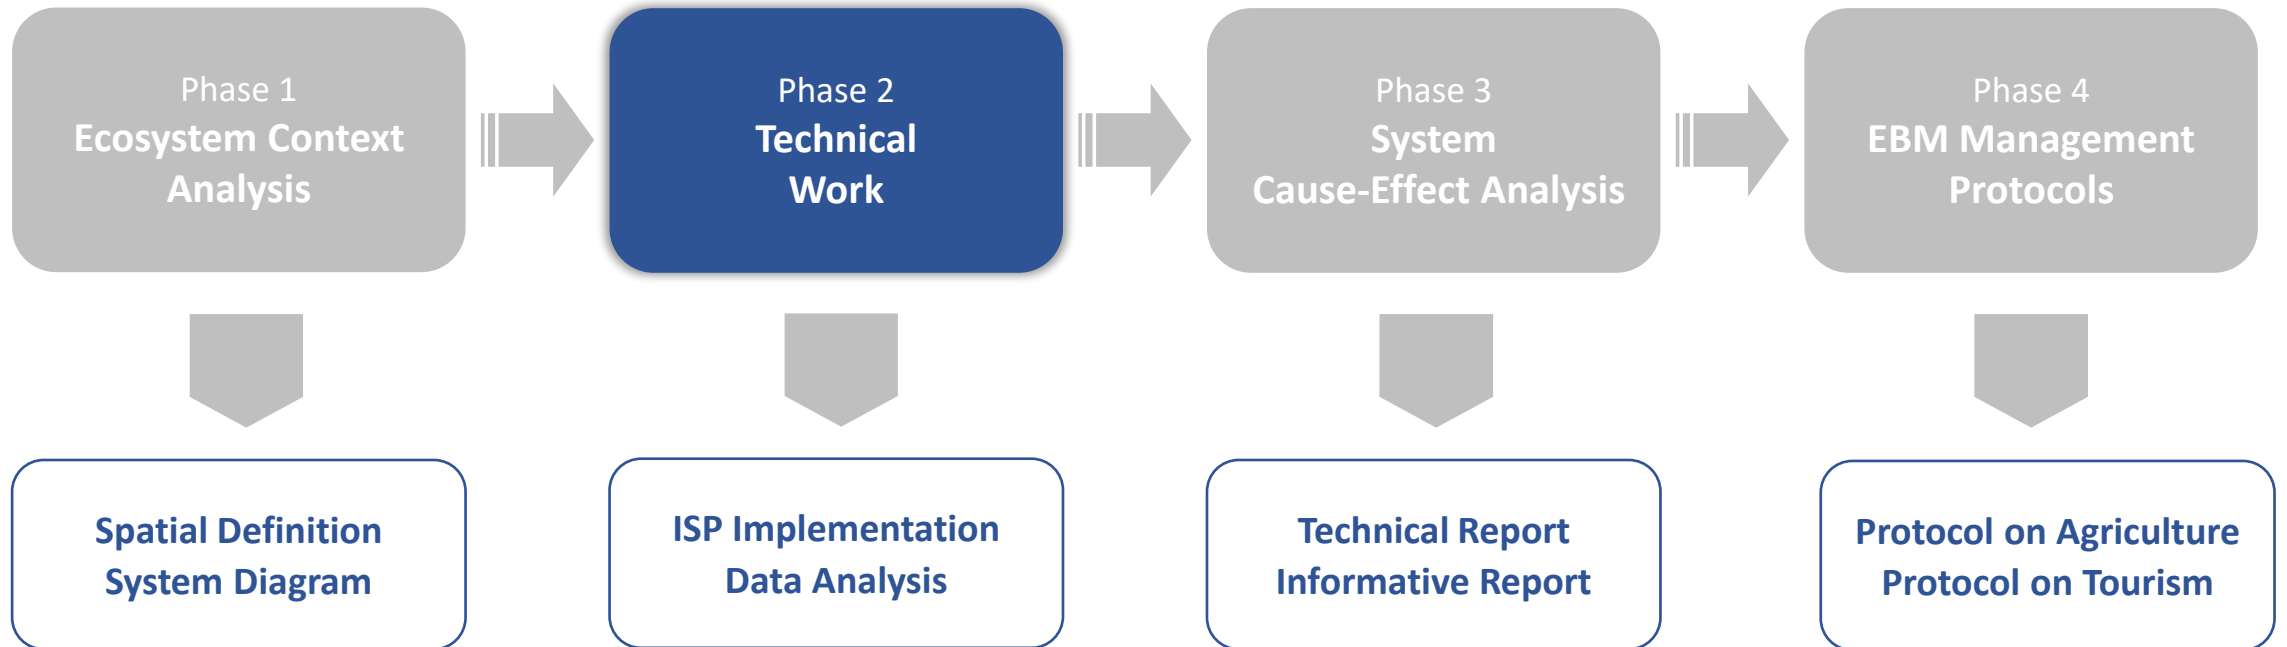 Phase 1
Ecosystem Context
Analysis
Phase 2
Technical
Work
Phase 3
System
Cause-Effect Analysis
Phase 4
EBM Management
Protocols
Spatial Definition
System Diagram
ISP Implementation
Data Analysis
Technical Report
Informative Report
Protocol on Agriculture
Protocol on Tourism